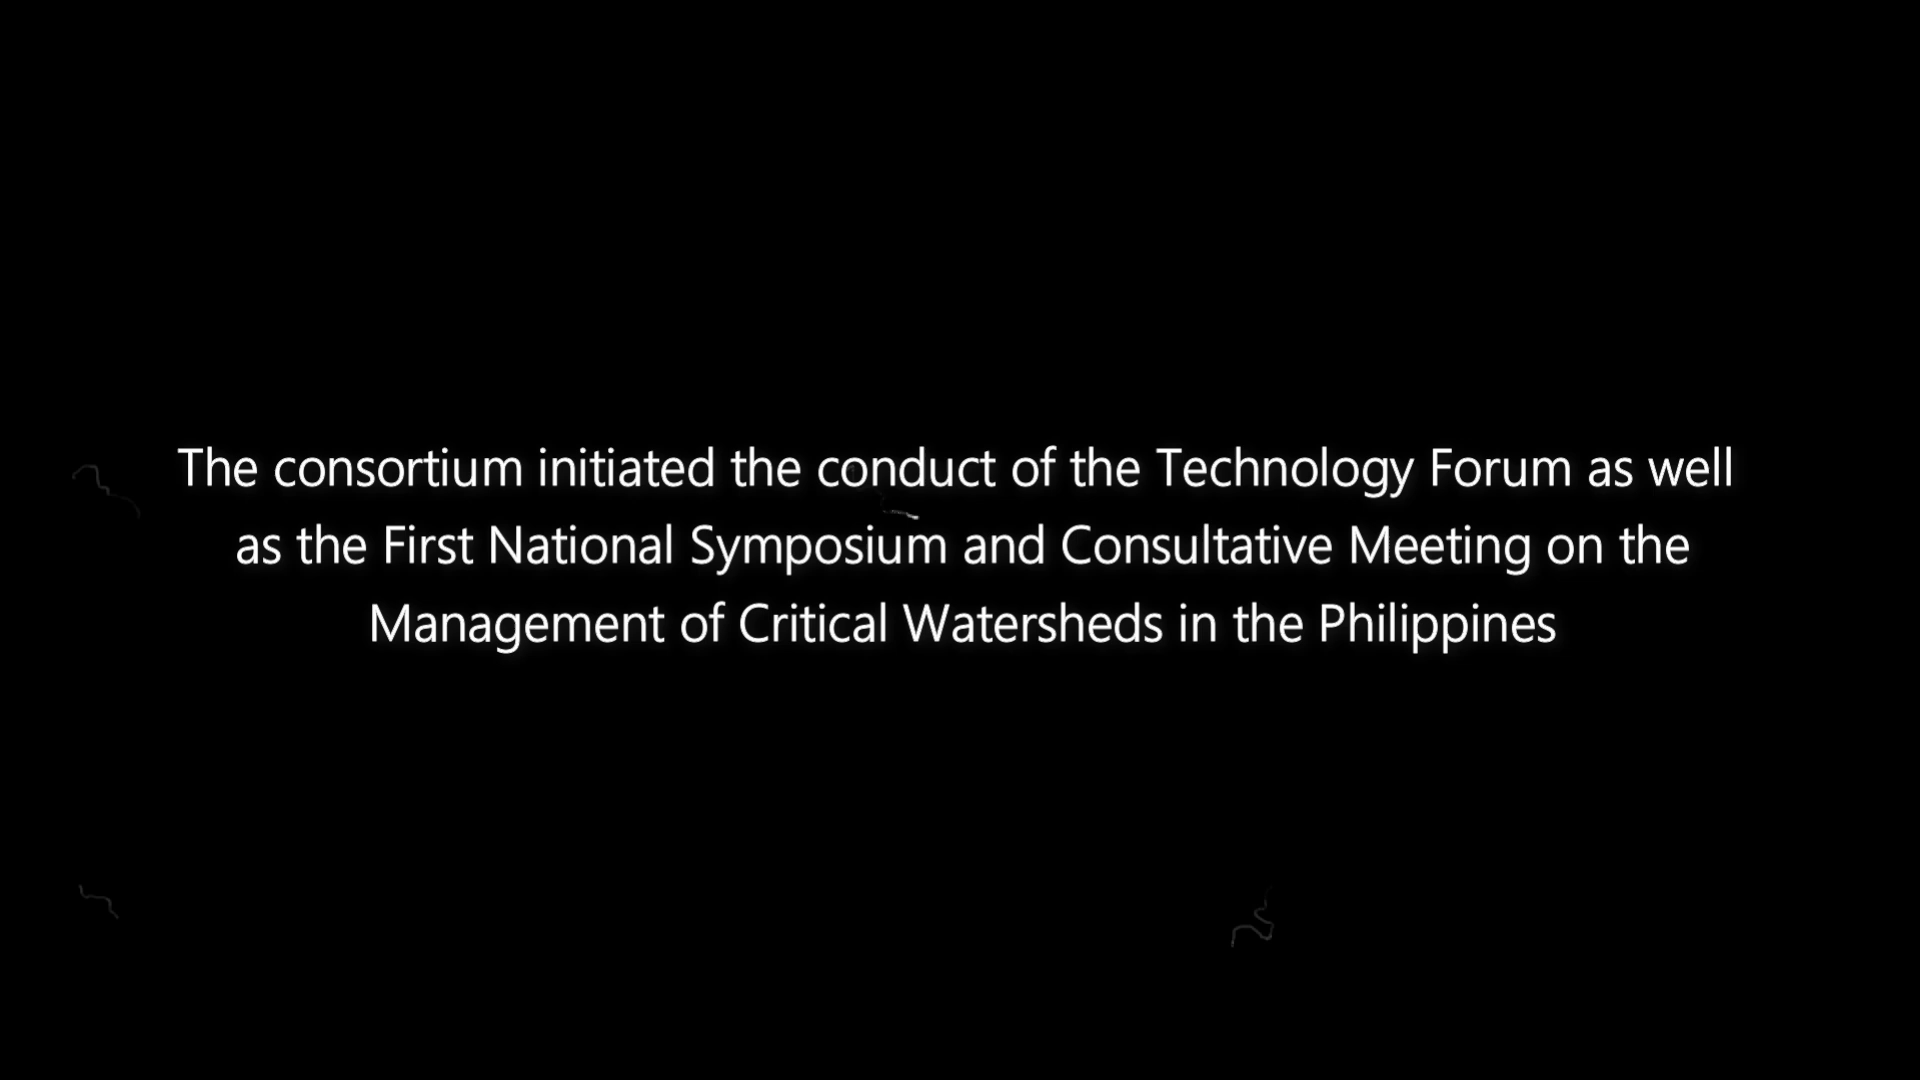 The consortium initiated the conduct of the Technology Forum as well
as the First National Symposium and Consultative Meeting on the
Management of Critical Watersheds in the Philippines